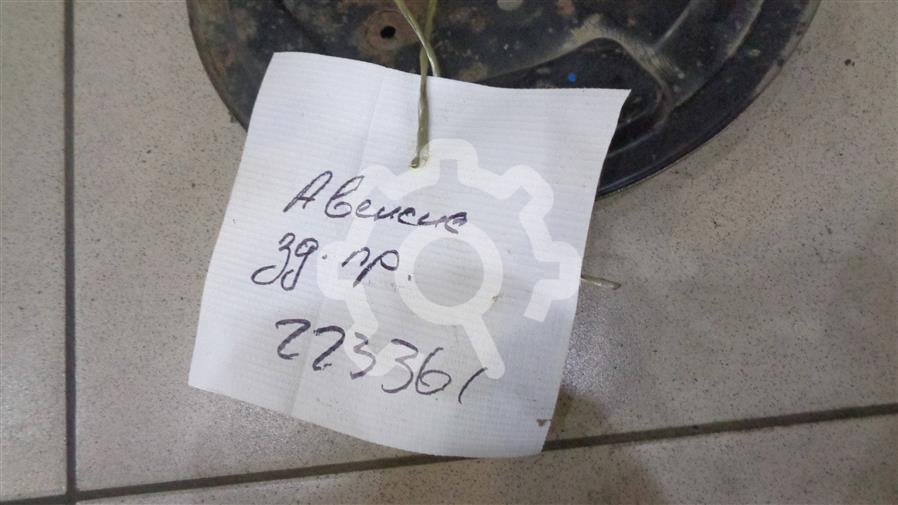 Авенсис
зд. пр.
223361